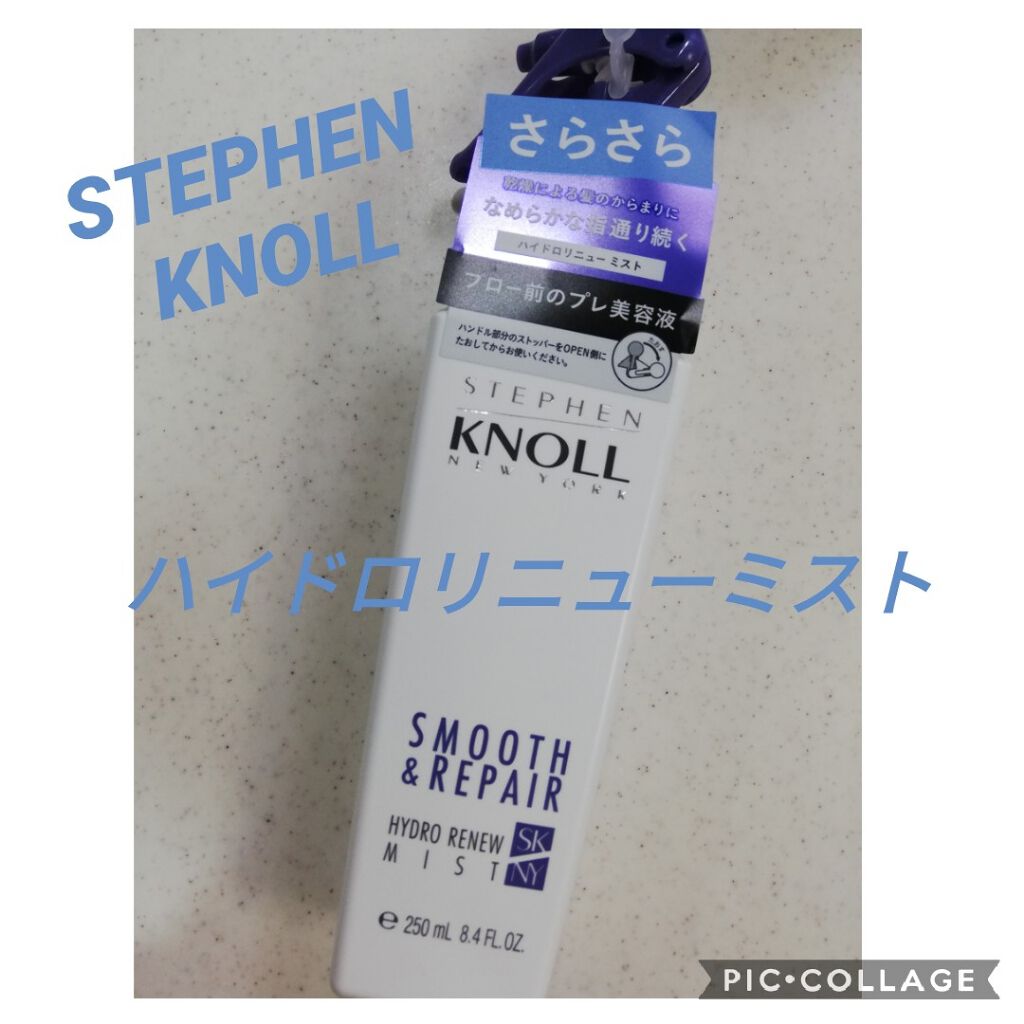 STEPHEN
KNOLL
さらさら
乾燥による髪のからまりに
なめらかな指通り続く
ハイドロリニュー ミスト
ブロー前のプレ美容液
ハンドル部分のストッパーをOPEN側に
たおしてからお使いください。
たおす
STEPHEN
KNOLL
NEW YORK
ハイドロリニューミスト
SMOOTH
& REPAIR
HYDRO RENEW
MIST
SK
NY
e 250 mL 8.4 FL.OZ.
PIC•COLLAGE